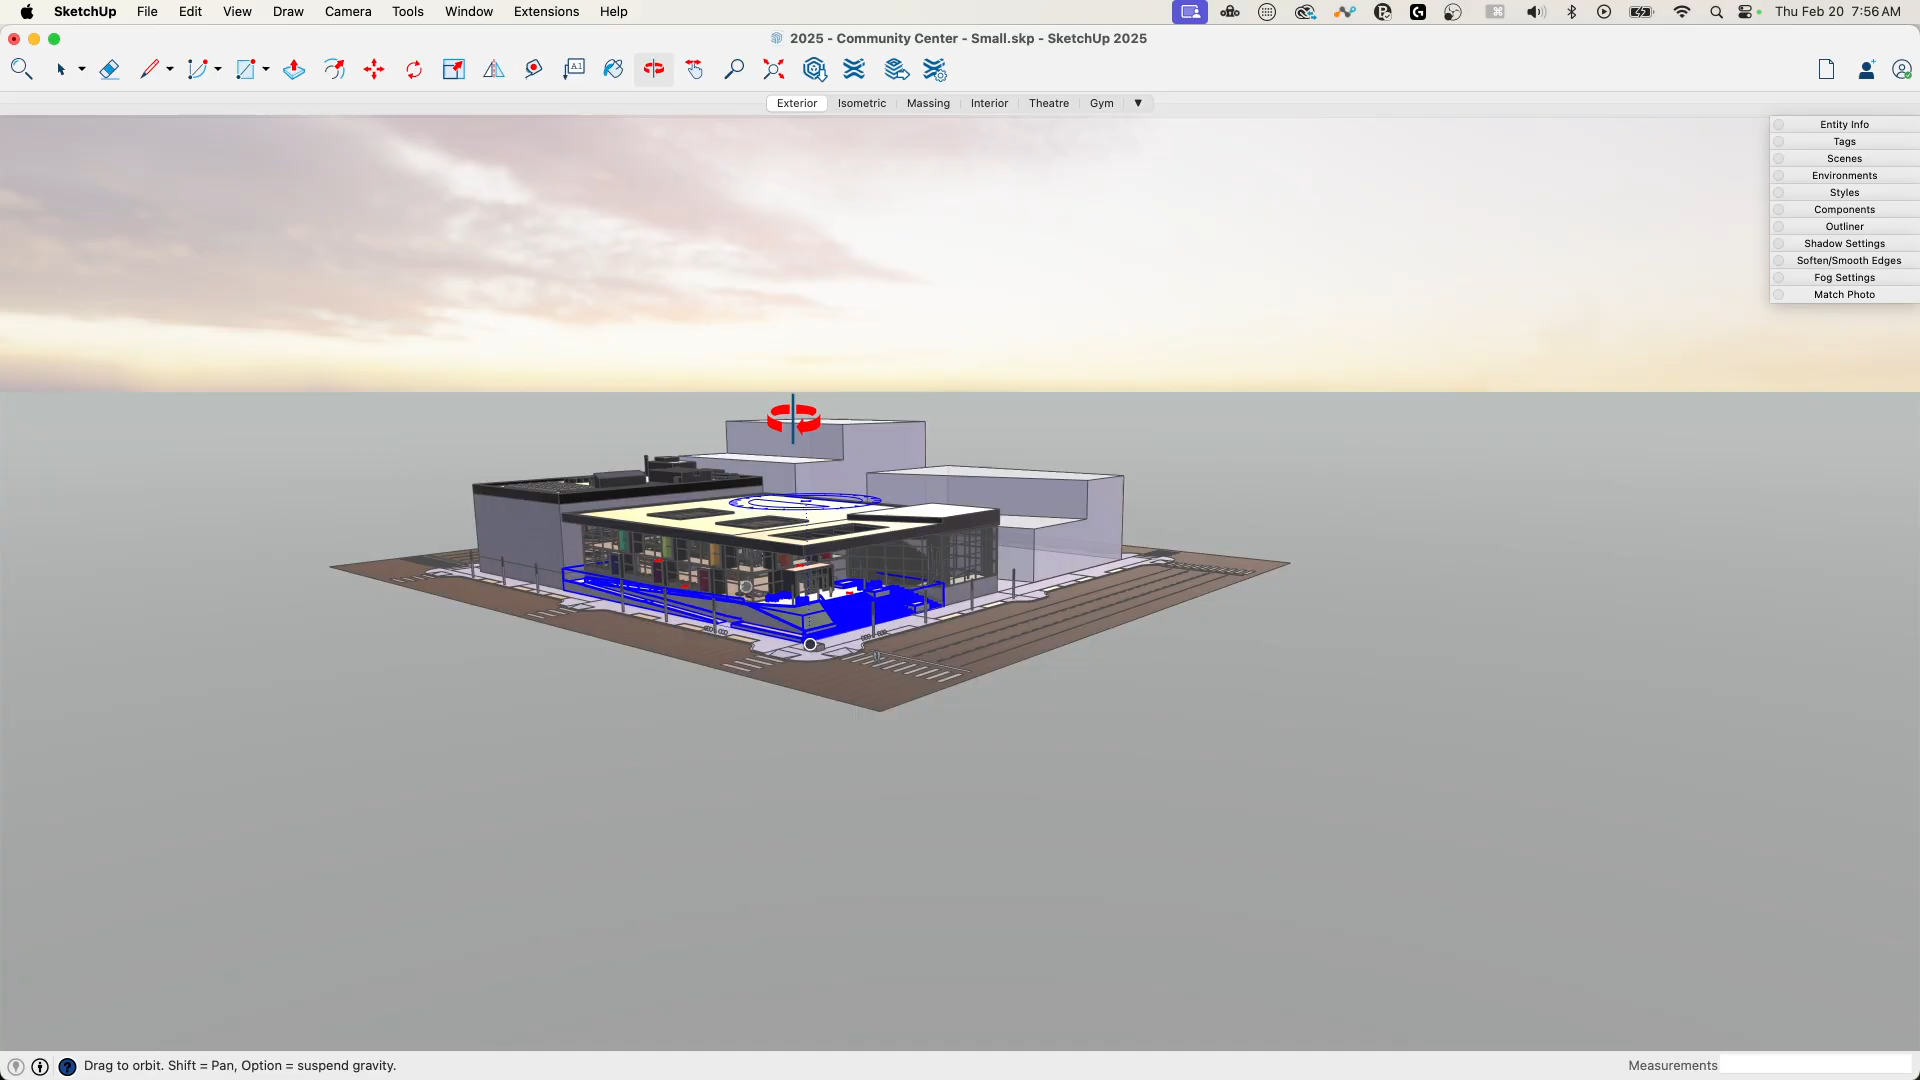 SketchUp File Edit View Draw Camera Tools Window Extensions Help Thu Feb 20 7:56 AM
2025 - Community Center - Small.skp - SketchUp 2025
A1
Exterior Isometric Massing Interior Theatre Gym ▼
Entity Info
Tags
Scenes
Environments
Styles
Components
Outliner
Shadow Settings
Soften/Smooth Edges
Fog Settings
Match Photo
Drag to orbit. Shift = Pan, Option = suspend gravity. Measurements